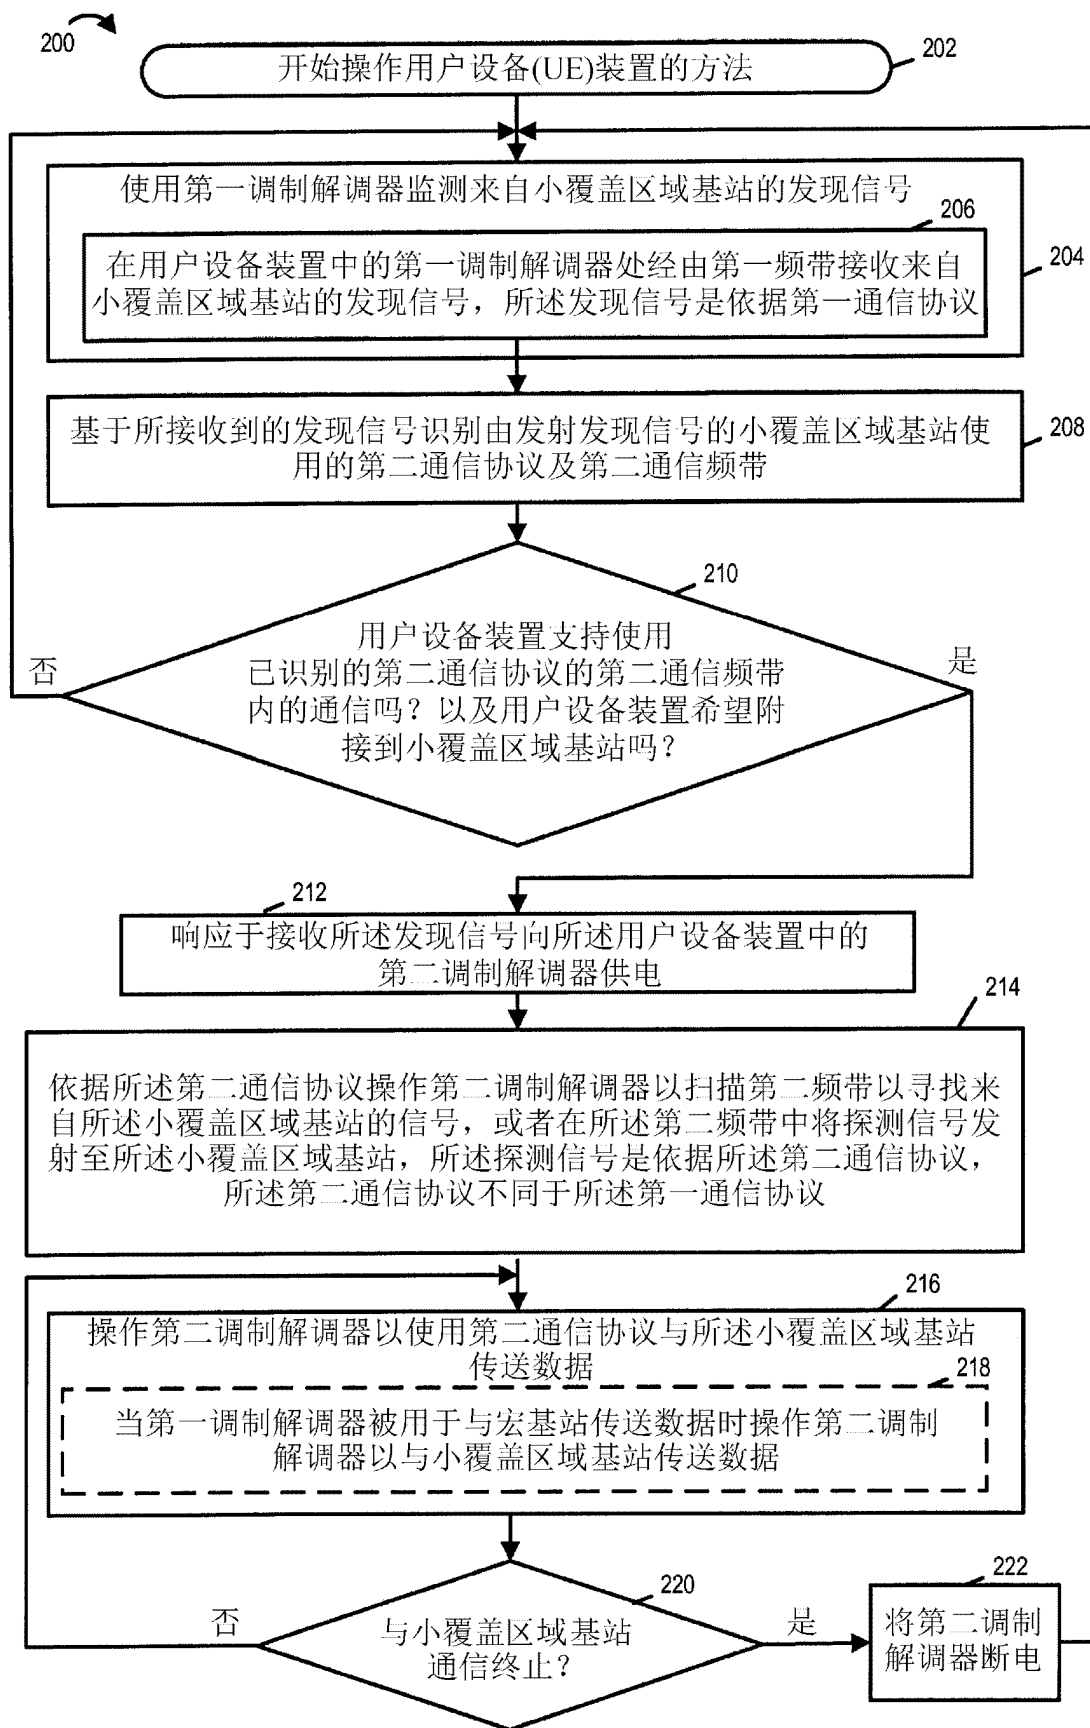 200
开始操作用户设备(UE)装置的方法
202
使用第一调制解调器监测来自小覆盖区域基站的发现信号
206
在用户设备装置中的第一调制解调器处经由第一频带接收来自
小覆盖区域基站的发现信号，所述发现信号是依据第一通信协议
204
基于所接收到的发现信号识别由发射发现信号的小覆盖区域基站使
用的第二通信协议及第二通信频带
208
210
用户设备装置支持使用
已识别的第二通信协议的第二通信频带
内的通信吗？以及用户设备装置希望附
接到小覆盖区域基站吗？
否
是
212
响应于接收所述发现信号向所述用户设备装置中的
第二调制解调器供电
214
依据所述第二通信协议操作第二调制解调器以扫描第二频带以寻找来
自所述小覆盖区域基站的信号，或者在所述第二频带中将探测信号发
射至所述小覆盖区域基站，所述探测信号是依据所述第二通信协议，
所述第二通信协议不同于所述第一通信协议
216
操作第二调制解调器以使用第二通信协议与所述小覆盖区域基站
传送数据
218
当第一调制解调器被用于与宏基站传送数据时操作第二调制
解调器以与小覆盖区域基站传送数据
220
与小覆盖区域基站
通信终止？
否
是
222
将第二调制
解调器断电